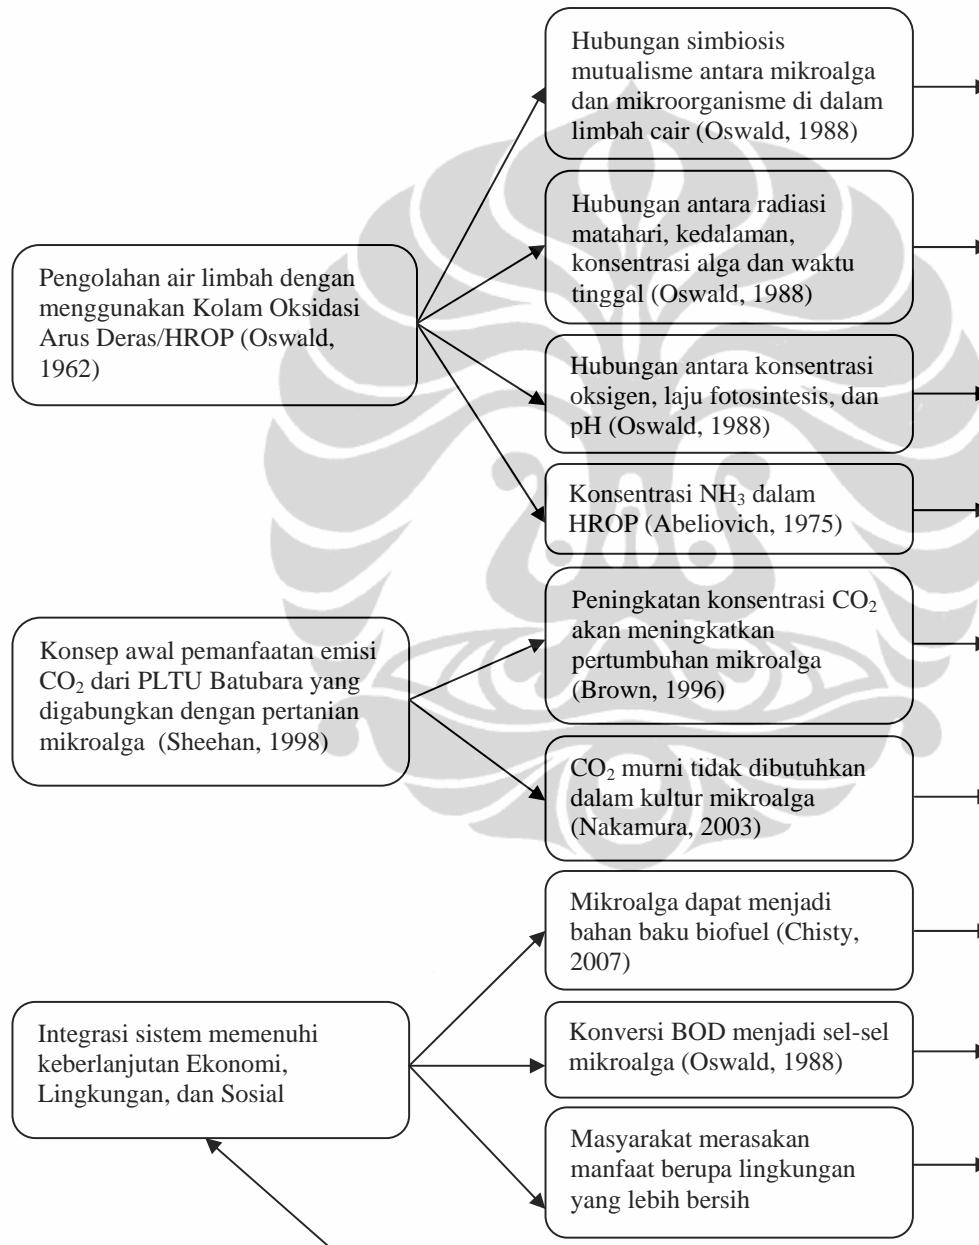 Hubungan simbiosis
mutualisme antara mikroalga
dan mikroorganisme di dalam
limbah cair (Oswald, 1988)
Hubungan antara radiasi
matahari, kedalaman,
konsentrasi alga dan waktu
tinggal (Oswald, 1988)
Pengolahan air limbah dengan
menggunakan Kolam Oksidasi
Arus Deras/HROP (Oswald,
1962)
Hubungan antara konsentrasi
oksigen, laju fotosintesis, dan
pH (Oswald, 1988)
Konsentrasi NH₃ dalam
HROP (Abeliovich, 1975)
Peningkatan konsentrasi CO₂
akan meningkatkan
pertumbuhan mikroalga
(Brown, 1996)
Konsep awal pemanfaatan emisi
CO₂ dari PLTU Batubara yang
digabungkan dengan pertanian
mikroalga (Sheehan, 1998)
CO₂ murni tidak dibutuhkan
dalam kultur mikroalga
(Nakamura, 2003)
Mikroalga dapat menjadi
bahan baku biofuel (Chisty,
2007)
Integrasi sistem memenuhi
keberlanjutan Ekonomi,
Lingkungan, dan Sosial
Konversi BOD menjadi sel-sel
mikroalga (Oswald, 1988)
Masyarakat merasakan
manfaat berupa lingkungan
yang lebih bersih